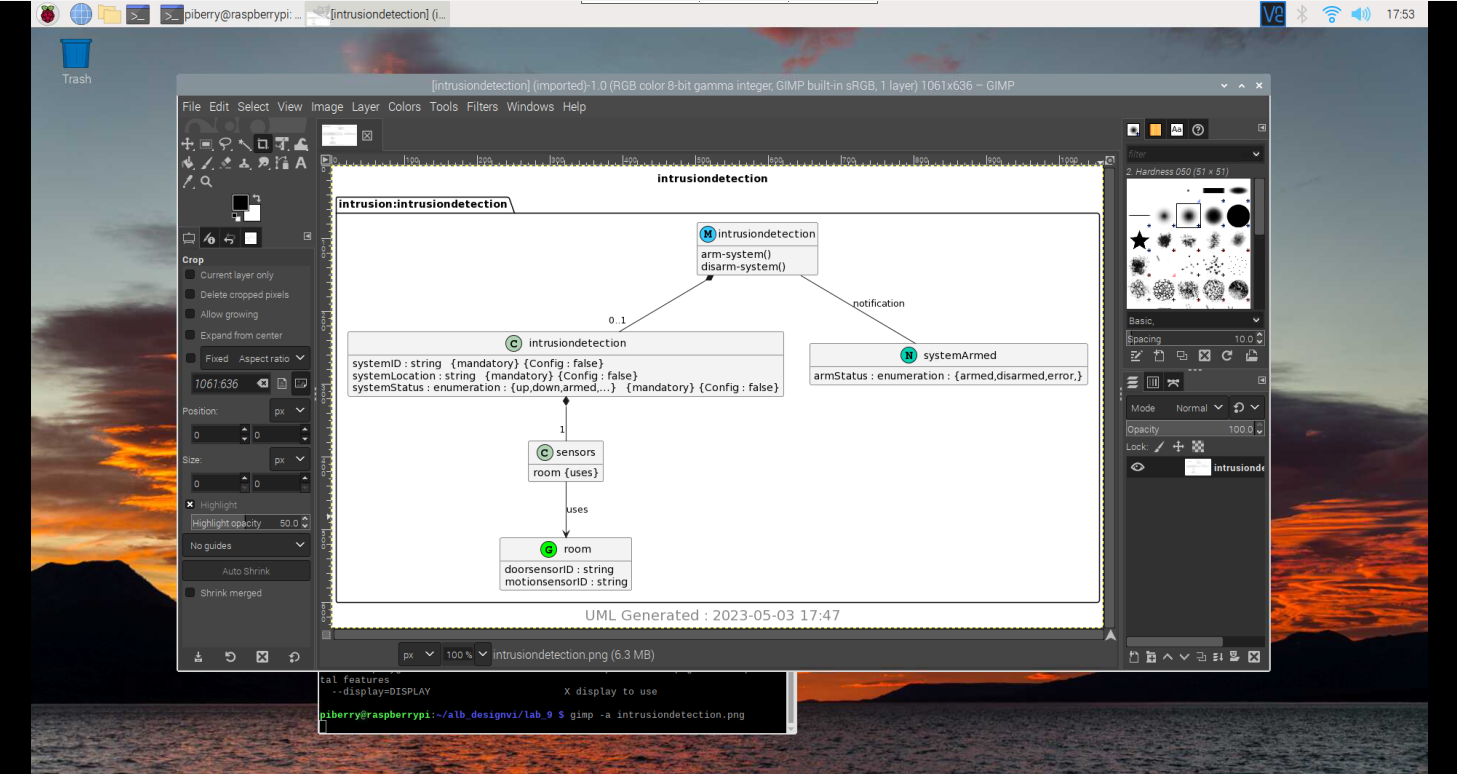 piberry@raspberrypi: ...
[intrusiondetection] (i...
17:53
Trash
[intrusiondetection] (imported)-1.0 (RGB color 8-bit gamma integer, GIMP built-in sRGB, 1 layer) 1061x636 – GIMP
File Edit Select View Image Layer Colors Tools Filters Windows Help
Crop
Current layer only
Delete cropped pixels
Allow growing
Expand from center
Fixed Aspect ratio
1061:636
Position: px
0 0
Size: px
0 0
Highlight
Highlight opacity 50.0
No guides
Auto Shrink
Shrink merged
0 100 200 300 400 500 600 700 800 900 1000
intrusiondetection
intrusion:intrusiondetection
M intrusiondetection
arm-system()
disarm-system()
0..1
notification
C intrusiondetection
systemID : string {mandatory} {Config : false}
systemLocation : string {mandatory} {Config : false}
systemStatus : enumeration : {up,down,armed,...} {mandatory} {Config : false}
N systemArmed
armStatus : enumeration : {armed,disarmed,error,}
1
C sensors
room {uses}
uses
G room
doorsensorID : string
motionsensorID : string
UML Generated : 2023-05-03 17:47
px 100 % intrusiondetection.png (6.3 MB)
filter
2. Hardness 050 (51 × 51)
Basic,
Spacing 10.0
Mode Normal
Opacity 100.0
Lock:
intrusionde
tal features
--display=DISPLAY X display to use
piberry@raspberrypi:~/alb_designvi/lab_9 $ gimp -a intrusiondetection.png